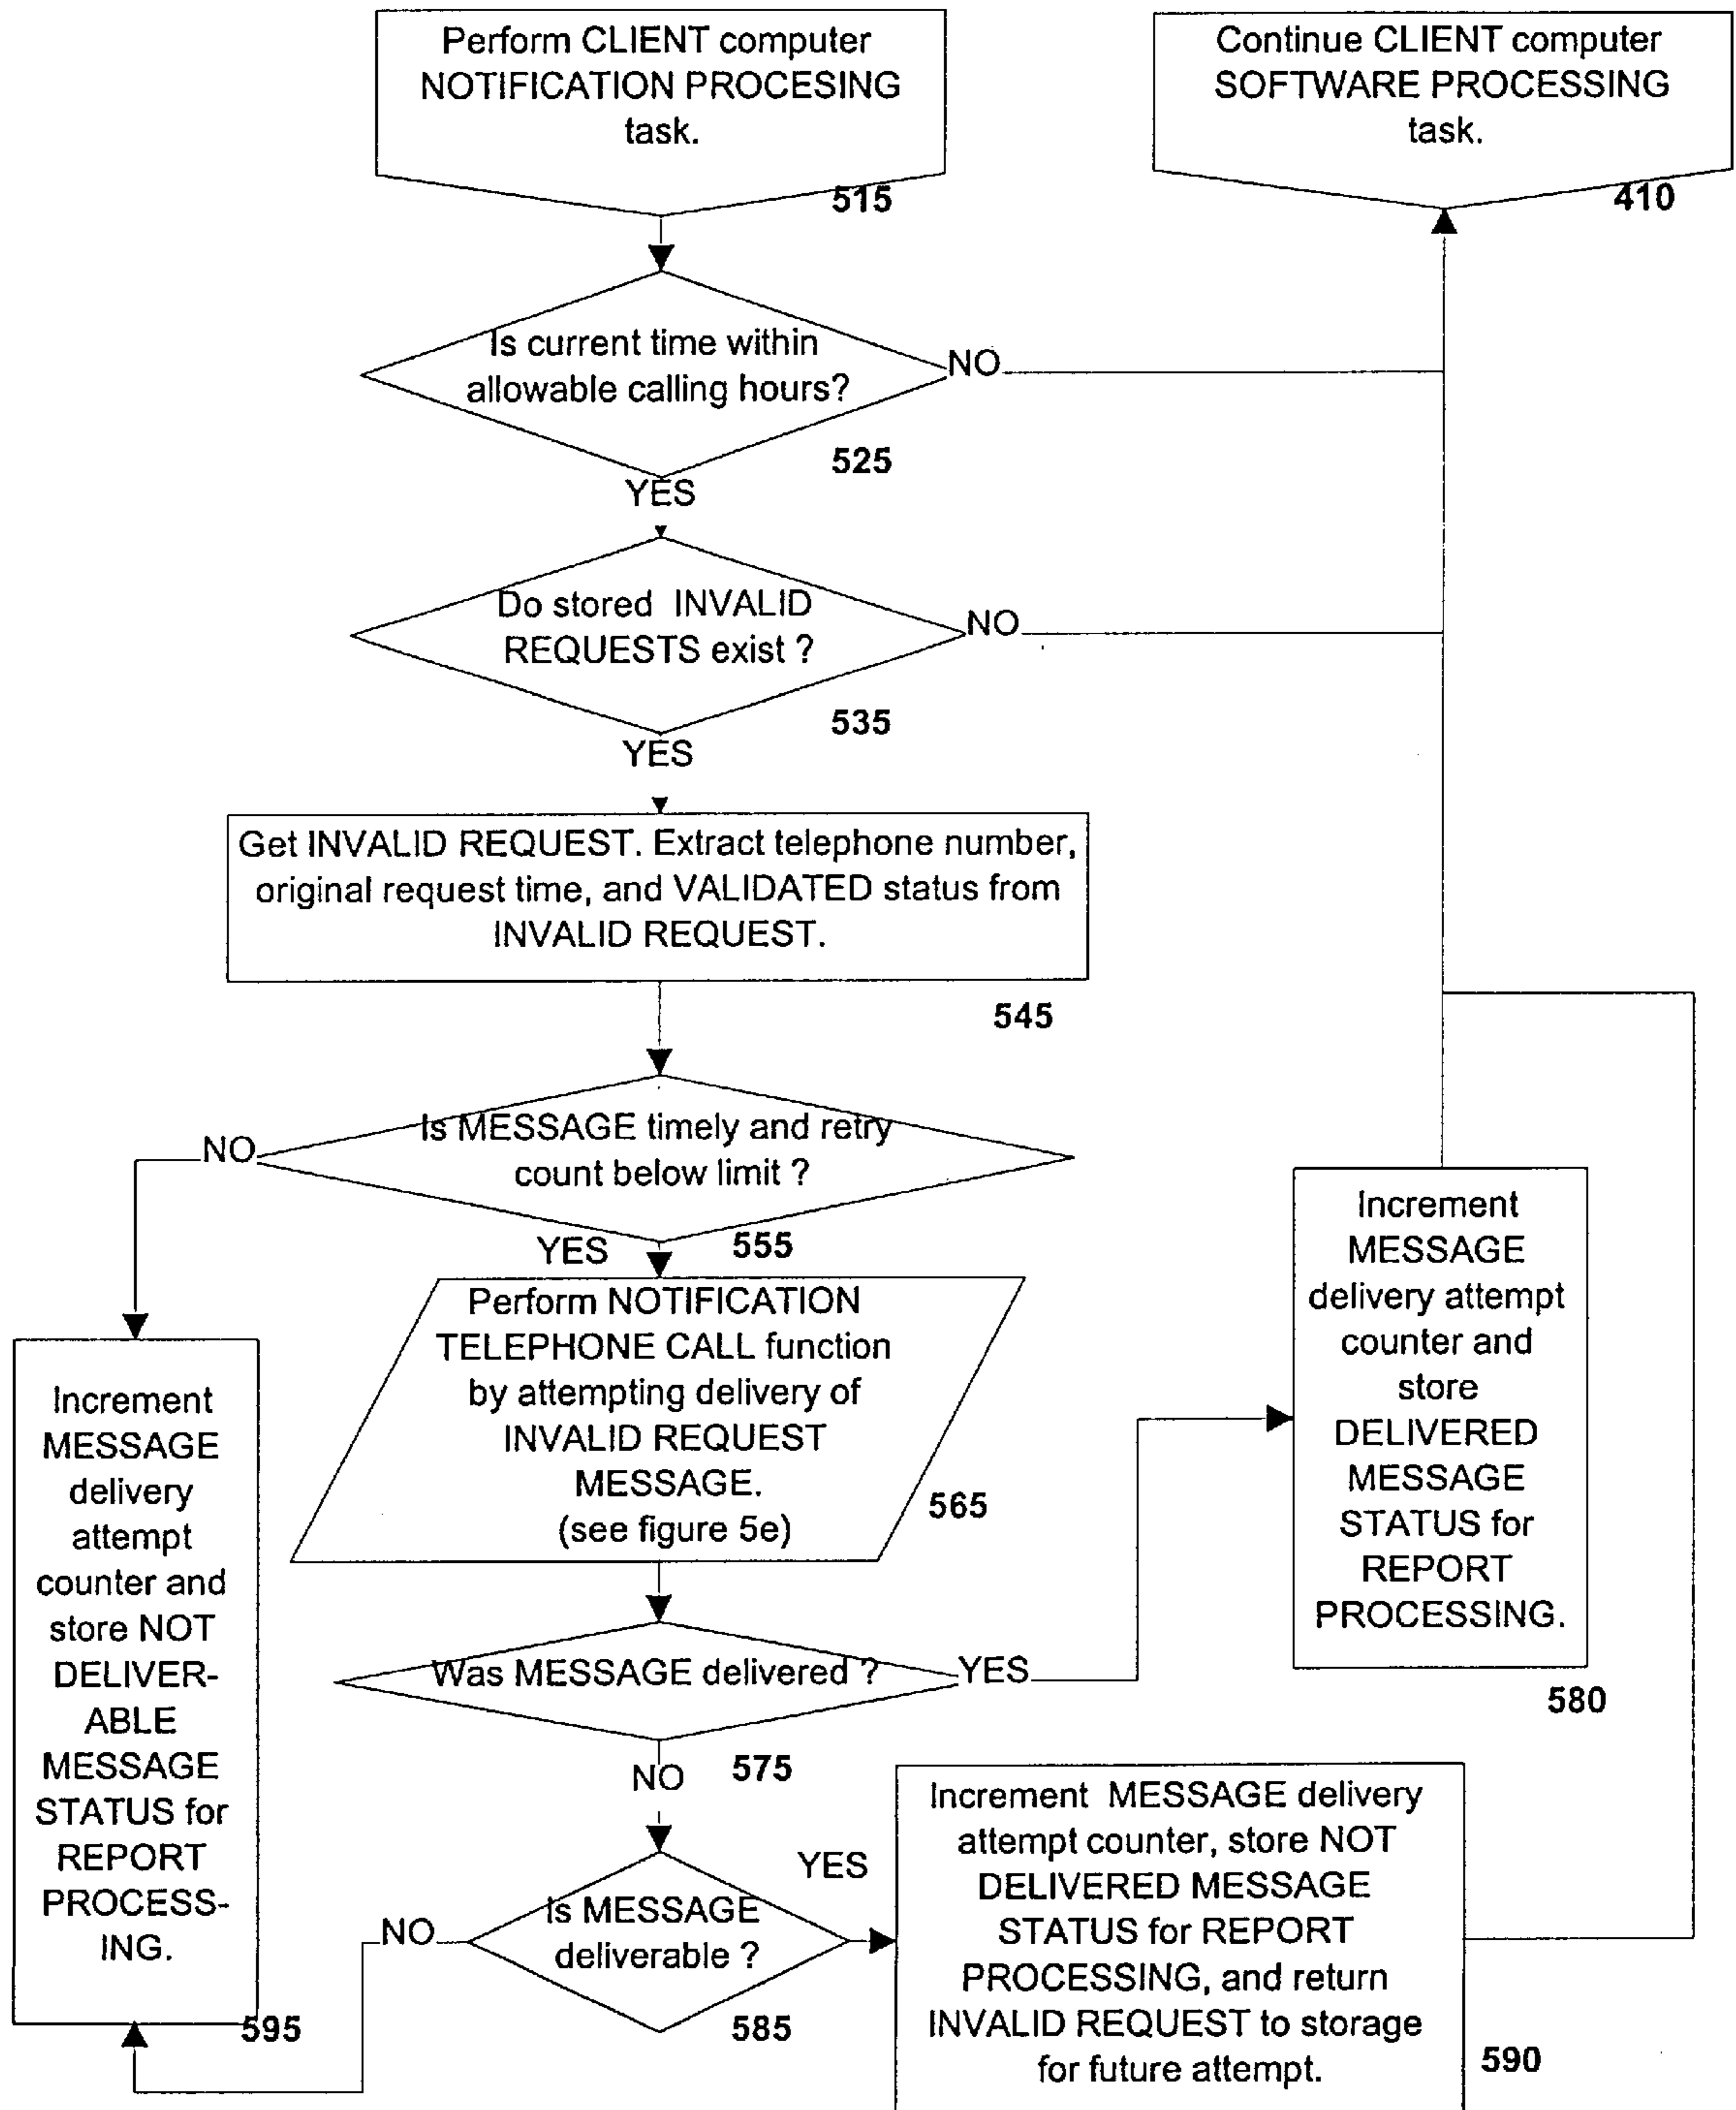 Perform CLIENT computer
NOTIFICATION PROCESING
task.
515
Continue CLIENT computer
SOFTWARE PROCESSING
task.
410
Is current time within
allowable calling hours?
NO
525
YES
Do stored INVALID
REQUESTS exist ?
NO
535
YES
Get INVALID REQUEST. Extract telephone number,
original request time, and VALIDATED status from
INVALID REQUEST.
545
Is MESSAGE timely and retry
count below limit ?
NO
YES
555
Perform NOTIFICATION
TELEPHONE CALL function
by attempting delivery of
INVALID REQUEST
MESSAGE.
(see figure 5e)
565
Increment
MESSAGE
delivery attempt
counter and
store
DELIVERED
MESSAGE
STATUS for
REPORT
PROCESSING.
580
Increment
MESSAGE
delivery
attempt
counter and
store NOT
DELIVER-
ABLE
MESSAGE
STATUS for
REPORT
PROCESS-
ING.
595
Was MESSAGE delivered ?
YES
NO
575
Is MESSAGE
deliverable ?
NO
YES
585
Increment MESSAGE delivery
attempt counter, store NOT
DELIVERED MESSAGE
STATUS for REPORT
PROCESSING, and return
INVALID REQUEST to storage
for future attempt.
590